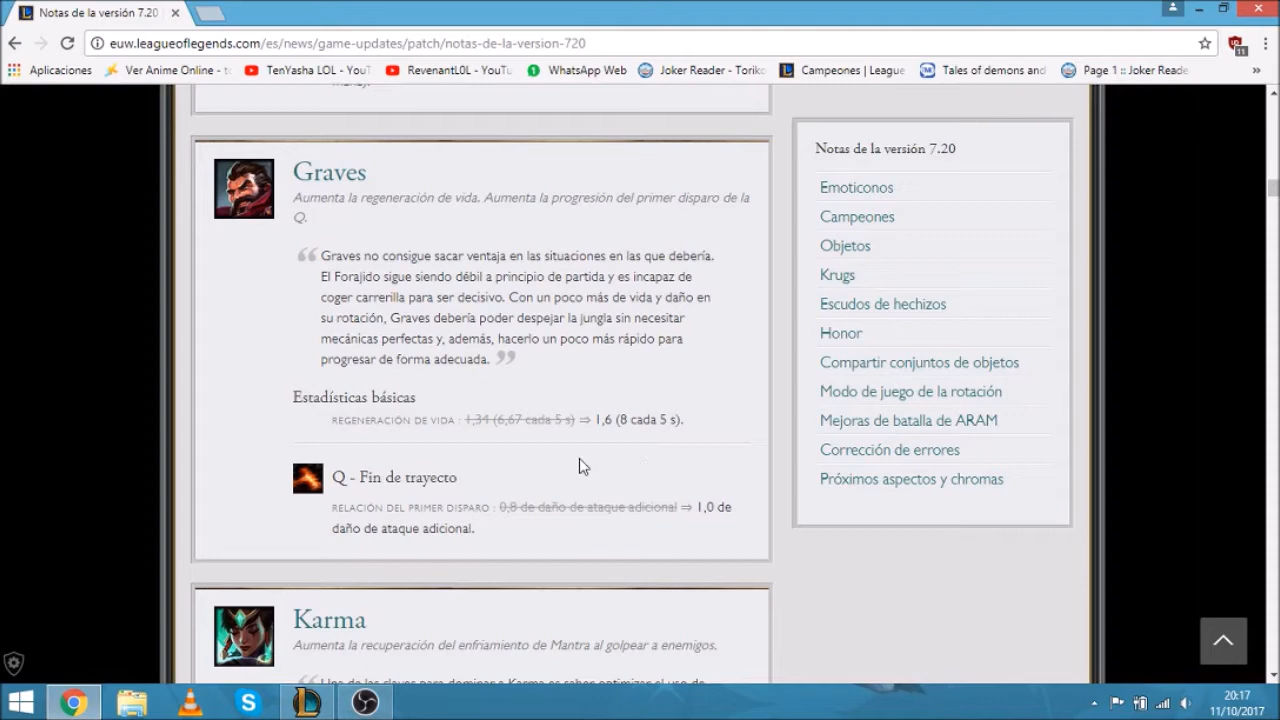 Notas de la versión 7.20
euw.leagueoflegends.com/es/news/game-updates/patch/notas-de-la-version-720
11
Aplicaciones
Ver Anime Online - to
TenYasha LOL - YouT
RevenantL0L - YouTu
WhatsApp Web
Joker Reader - Toriko
Campeones | League
Tales of demons and
Page 1 :: Joker Reade
»
Graves
Aumenta la regeneración de vida. Aumenta la progresión del primer disparo de la
Q.
“ Graves no consigue sacar ventaja en las situaciones en las que debería.
El Forajido sigue siendo débil a principio de partida y es incapaz de
coger carrerilla para ser decisivo. Con un poco más de vida y daño en
su rotación, Graves debería poder despejar la jungla sin necesitar
mecánicas perfectas y, además, hacerlo un poco más rápido para
progresar de forma adecuada. ”
Estadísticas básicas
REGENERACIÓN DE VIDA : 1,34 (6,67 cada 5 s) ⇒ 1,6 (8 cada 5 s).
Q - Fin de trayecto
RELACIÓN DEL PRIMER DISPARO : 0,8 de daño de ataque adicional ⇒ 1,0 de
daño de ataque adicional.
Karma
Aumenta la recuperación del enfriamiento de Mantra al golpear a enemigos.
Notas de la versión 7.20
Emoticonos
Campeones
Objetos
Krugs
Escudos de hechizos
Honor
Compartir conjuntos de objetos
Modo de juego de la rotación
Mejoras de batalla de ARAM
Corrección de errores
Próximos aspectos y chromas
20:17
11/10/2017